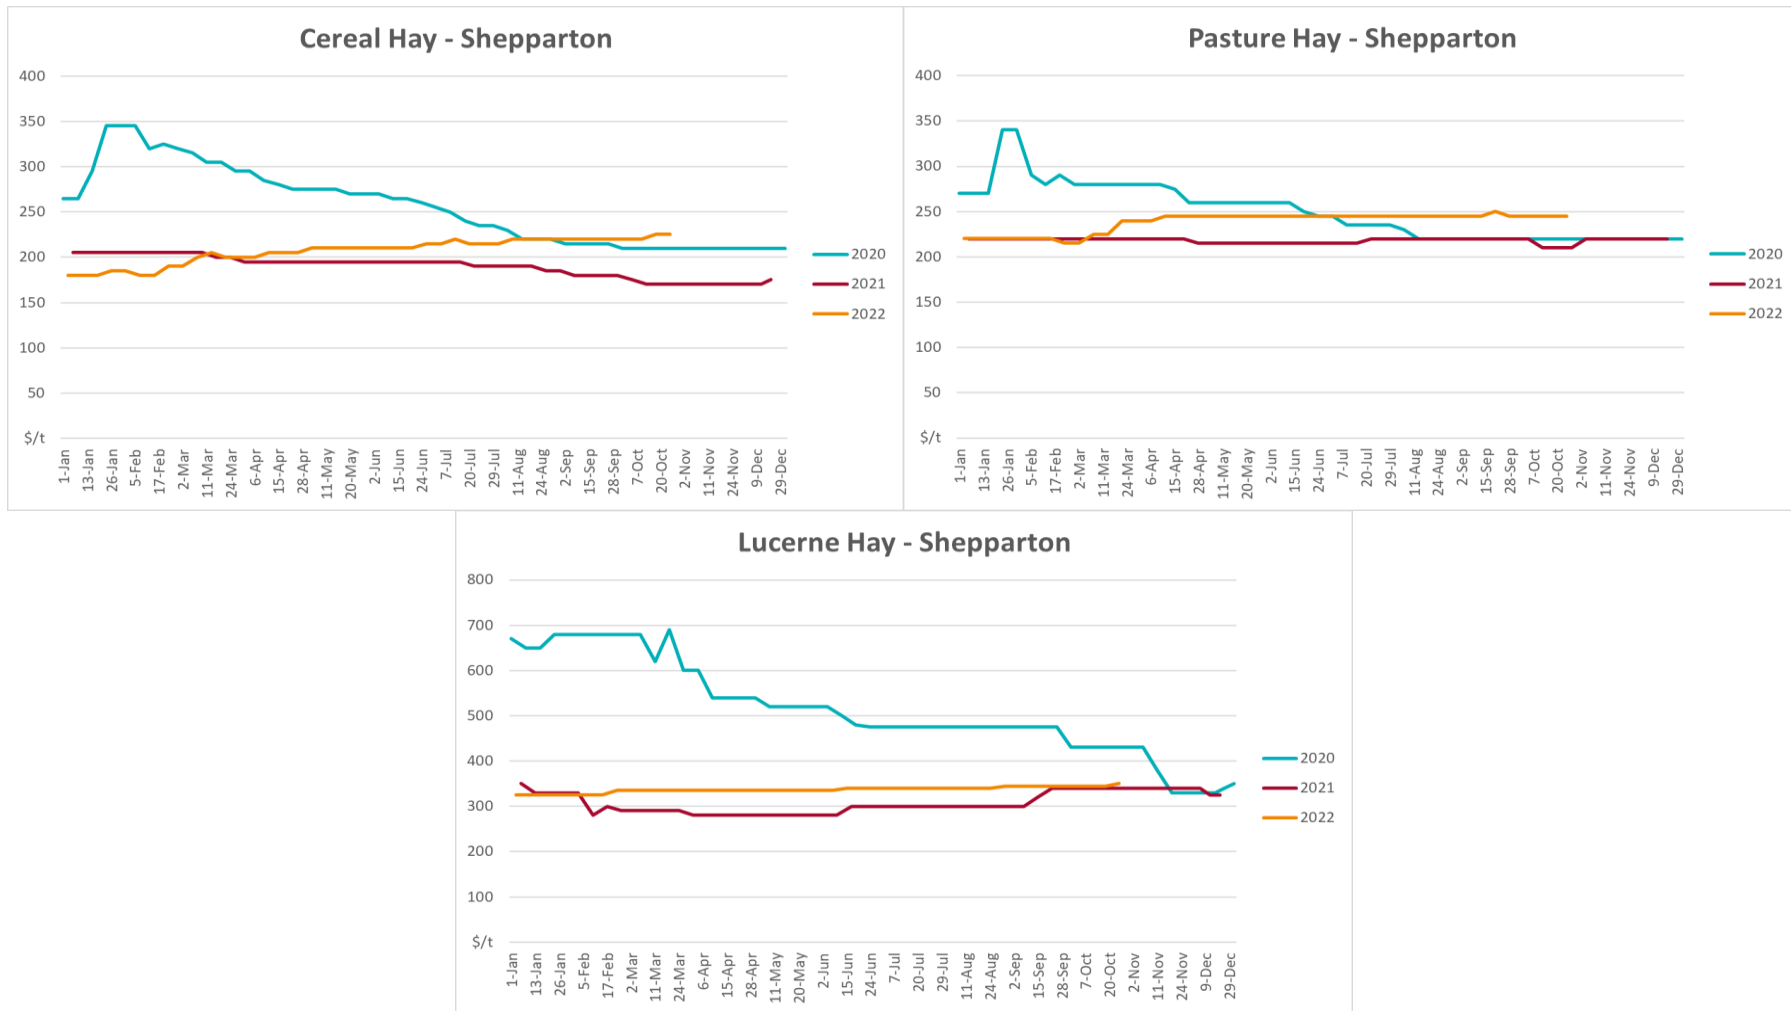 Cereal Hay - Shepparton
400
350
300
250
200
150
100
50
$/t
1-Jan
13-Jan
26-Jan
5-Feb
17-Feb
2-Mar
11-Mar
24-Mar
6-Apr
15-Apr
28-Apr
11-May
20-May
2-Jun
15-Jun
24-Jun
7-Jul
20-Jul
29-Jul
11-Aug
24-Aug
2-Sep
15-Sep
28-Sep
7-Oct
20-Oct
2-Nov
11-Nov
24-Nov
9-Dec
29-Dec
2020
2021
2022
Pasture Hay - Shepparton
400
350
300
250
200
150
100
50
$/t
1-Jan
13-Jan
26-Jan
5-Feb
17-Feb
2-Mar
11-Mar
24-Mar
6-Apr
15-Apr
28-Apr
11-May
20-May
2-Jun
15-Jun
24-Jun
7-Jul
20-Jul
29-Jul
11-Aug
24-Aug
2-Sep
15-Sep
28-Sep
7-Oct
20-Oct
2-Nov
11-Nov
24-Nov
9-Dec
29-Dec
2020
2021
2022
Lucerne Hay - Shepparton
800
700
600
500
400
300
200
100
$/t
1-Jan
13-Jan
26-Jan
5-Feb
17-Feb
2-Mar
11-Mar
24-Mar
6-Apr
15-Apr
28-Apr
11-May
20-May
2-Jun
15-Jun
24-Jun
7-Jul
20-Jul
29-Jul
11-Aug
24-Aug
2-Sep
15-Sep
28-Sep
7-Oct
20-Oct
2-Nov
11-Nov
24-Nov
9-Dec
29-Dec
2020
2021
2022